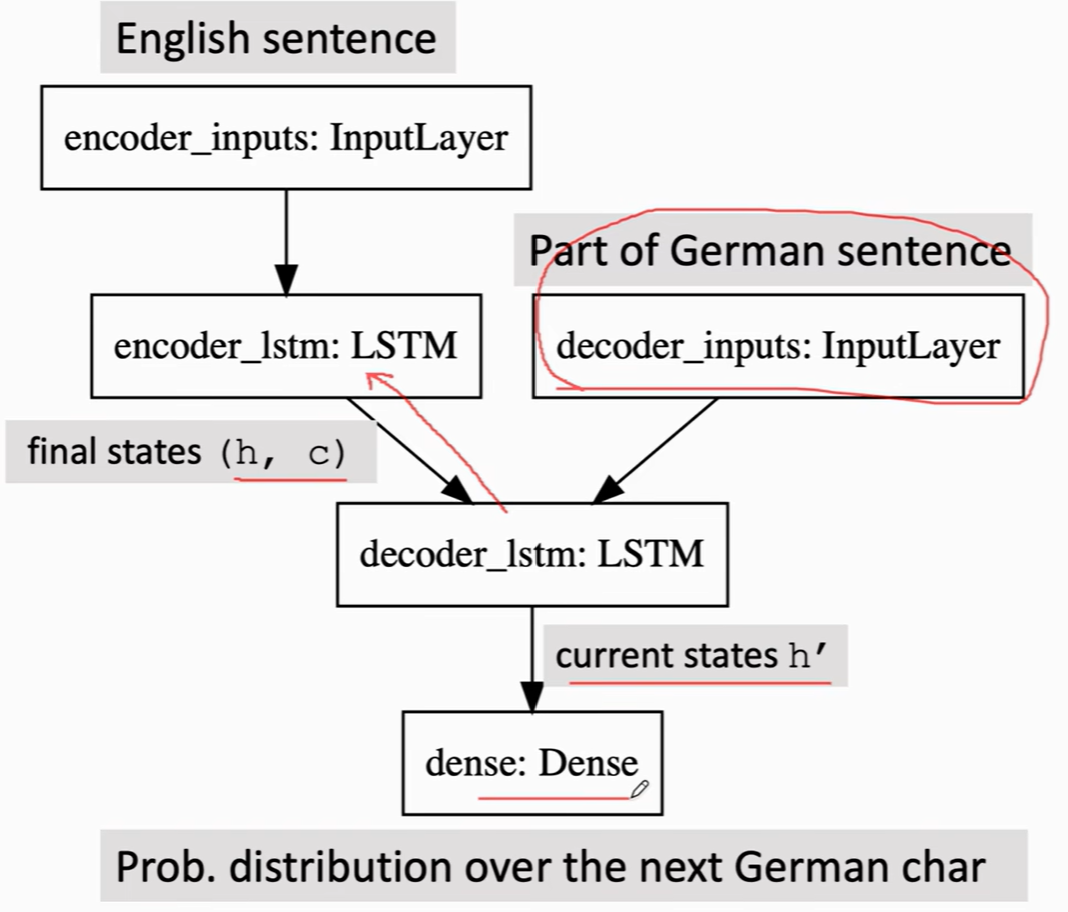 English sentence
encoder_inputs: InputLayer
Part of German sentence
encoder_lstm: LSTM
decoder_inputs: InputLayer
final states (h, c)
decoder_lstm: LSTM
current states h’
dense: Dense
Prob. distribution over the next German char